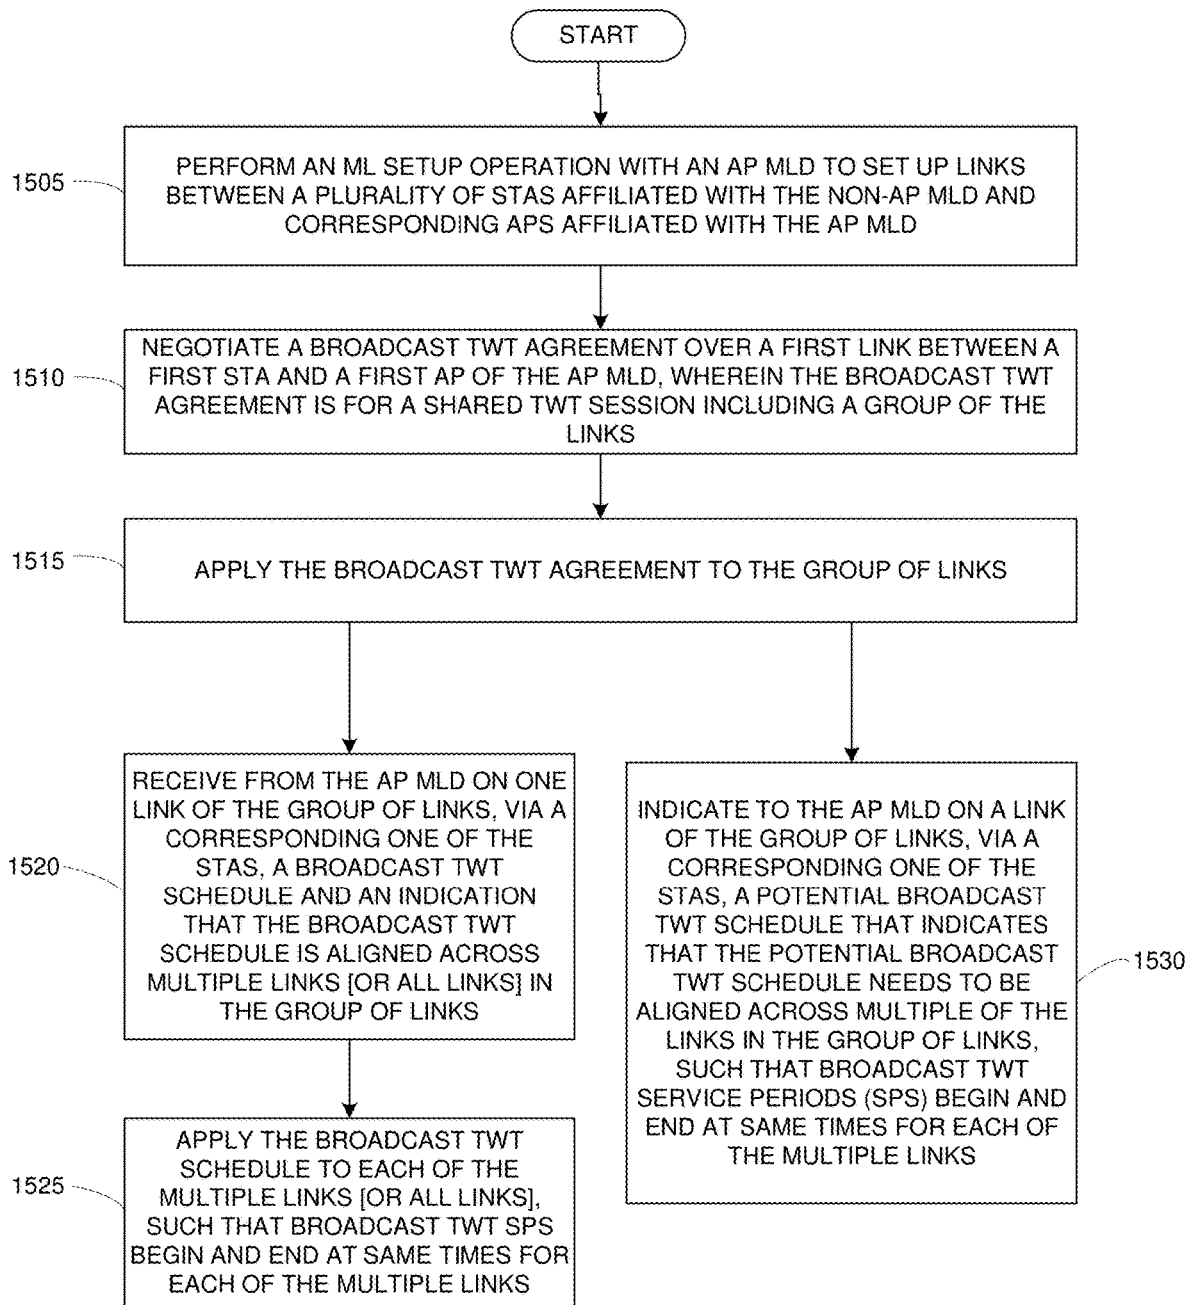 START
1505
PERFORM AN ML SETUP OPERATION WITH AN AP MLD TO SET UP LINKS
BETWEEN A PLURALITY OF STAS AFFILIATED WITH THE NON-AP MLD AND
CORRESPONDING APS AFFILIATED WITH THE AP MLD
1510
NEGOTIATE A BROADCAST TWT AGREEMENT OVER A FIRST LINK BETWEEN A
FIRST STA AND A FIRST AP OF THE AP MLD, WHEREIN THE BROADCAST TWT
AGREEMENT IS FOR A SHARED TWT SESSION INCLUDING A GROUP OF THE
LINKS
1515
APPLY THE BROADCAST TWT AGREEMENT TO THE GROUP OF LINKS
1520
RECEIVE FROM THE AP MLD ON ONE
LINK OF THE GROUP OF LINKS, VIA A
CORRESPONDING ONE OF THE
STAS, A BROADCAST TWT
SCHEDULE AND AN INDICATION
THAT THE BROADCAST TWT
SCHEDULE IS ALIGNED ACROSS
MULTIPLE LINKS [OR ALL LINKS] IN
THE GROUP OF LINKS
1525
APPLY THE BROADCAST TWT
SCHEDULE TO EACH OF THE
MULTIPLE LINKS [OR ALL LINKS],
SUCH THAT BROADCAST TWT SPS
BEGIN AND END AT SAME TIMES FOR
EACH OF THE MULTIPLE LINKS
INDICATE TO THE AP MLD ON A LINK
OF THE GROUP OF LINKS, VIA A
CORRESPONDING ONE OF THE
STAS, A POTENTIAL BROADCAST
TWT SCHEDULE THAT INDICATES
THAT THE POTENTIAL BROADCAST
TWT SCHEDULE NEEDS TO BE
ALIGNED ACROSS MULTIPLE OF THE
LINKS IN THE GROUP OF LINKS,
SUCH THAT BROADCAST TWT
SERVICE PERIODS (SPS) BEGIN AND
END AT SAME TIMES FOR EACH OF
THE MULTIPLE LINKS
1530